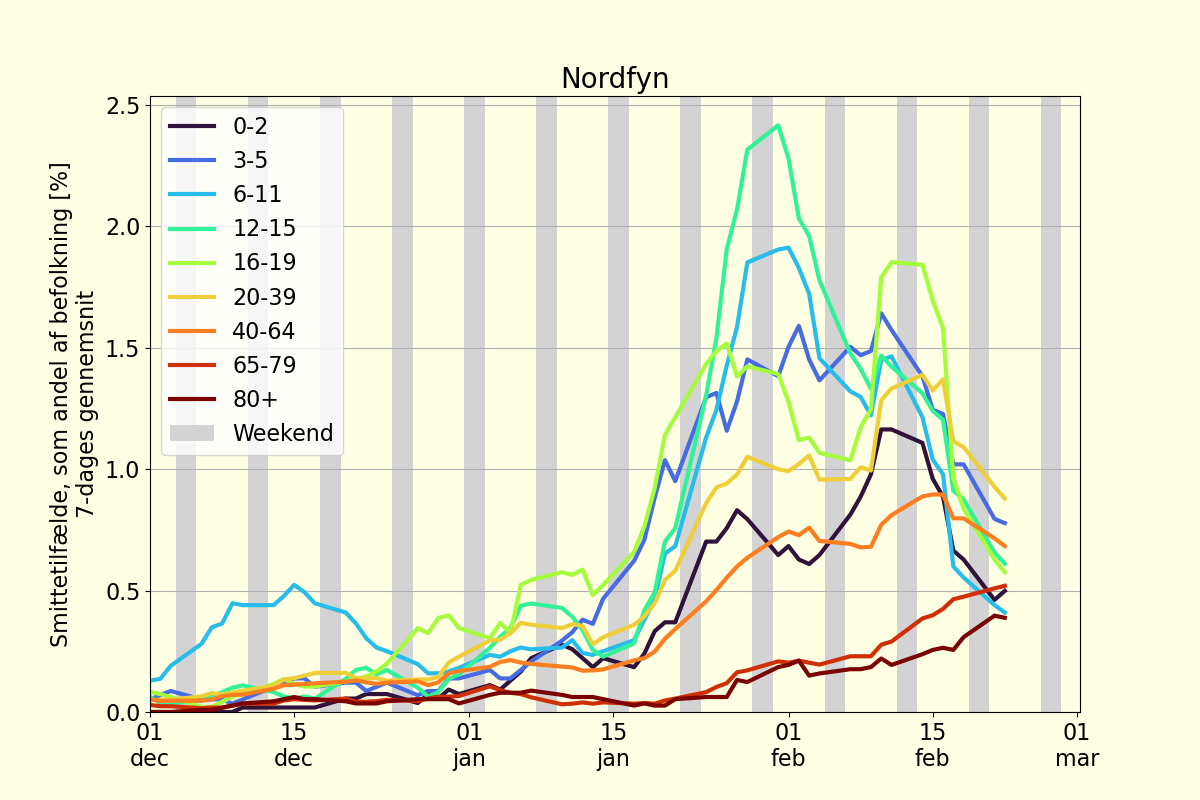 Nordfyn
Smittetilfælde, som andel af befolkning [%]
7-dages gennemsnit
2.5
2.0
1.5
1.0
0.5
0.0
0-2
3-5
6-11
12-15
16-19
20-39
40-64
65-79
80+
Weekend
01 15 01 15 01 15 01
dec dec jan jan feb feb mar